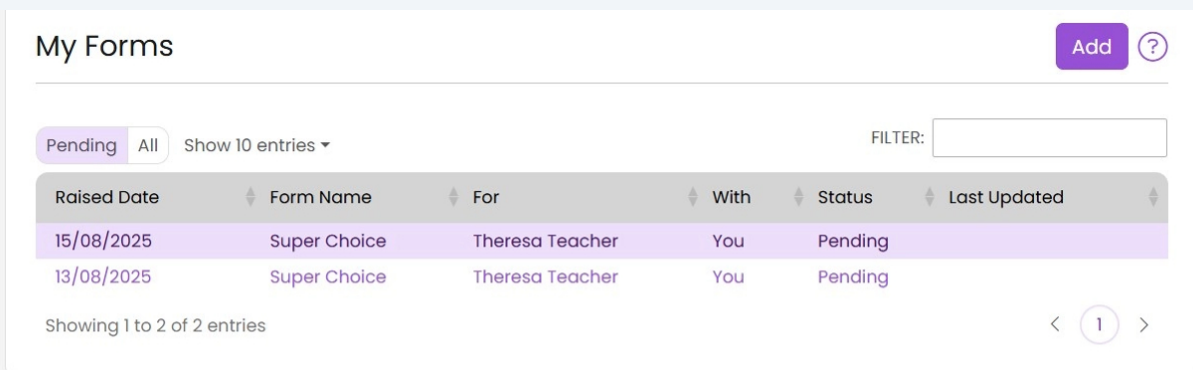 My Forms Add ?
Pending All Show 10 entries FILTER:
Raised Date Form Name For With Status Last Updated
15/08/2025 Super Choice Theresa Teacher You Pending
13/08/2025 Super Choice Theresa Teacher You Pending
Showing 1 to 2 of 2 entries 1